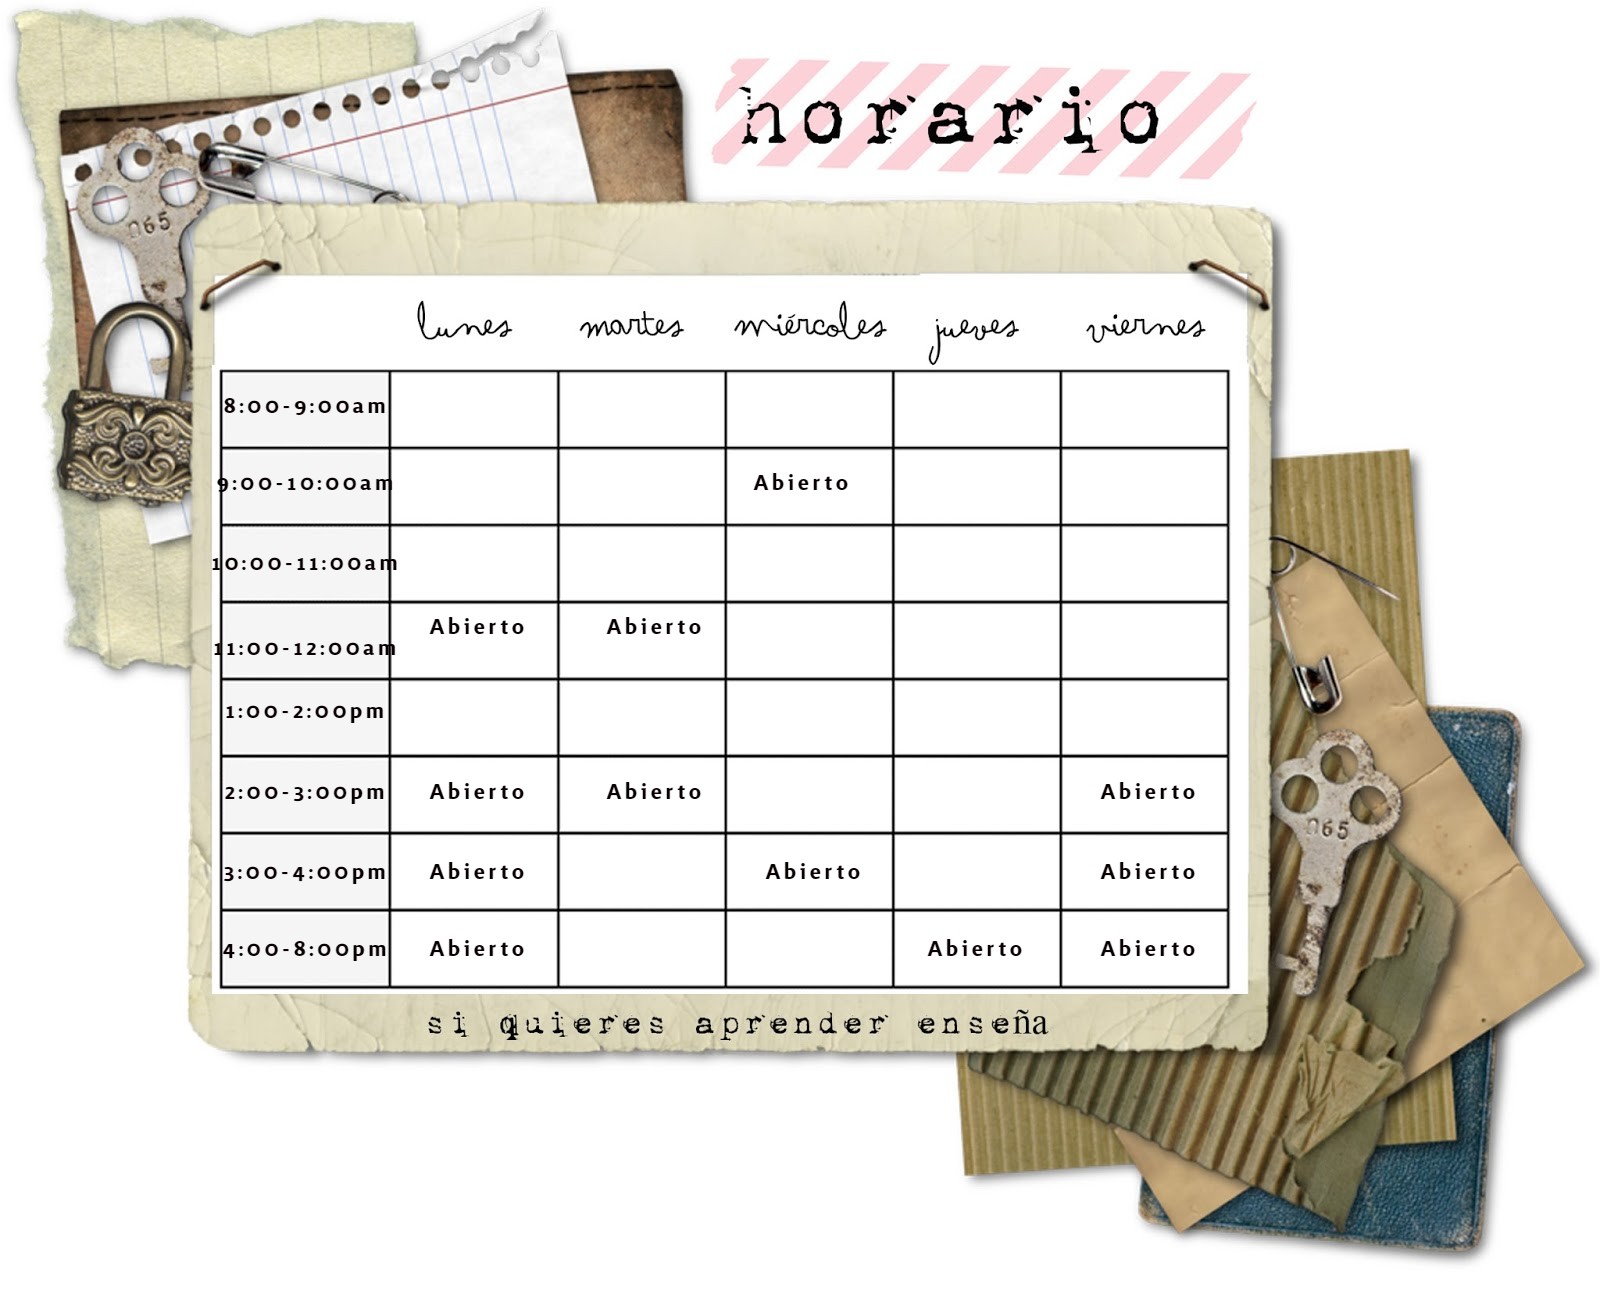 horario
065
lunes martes miércoles jueves viernes
8:00-9:00am
9:00-10:00am Abierto
10:00-11:00am
11:00-12:00am Abierto Abierto
1:00-2:00pm
2:00-3:00pm Abierto Abierto Abierto
3:00-4:00pm Abierto Abierto Abierto
065
4:00-8:00pm Abierto Abierto Abierto
si quieres aprender enseña